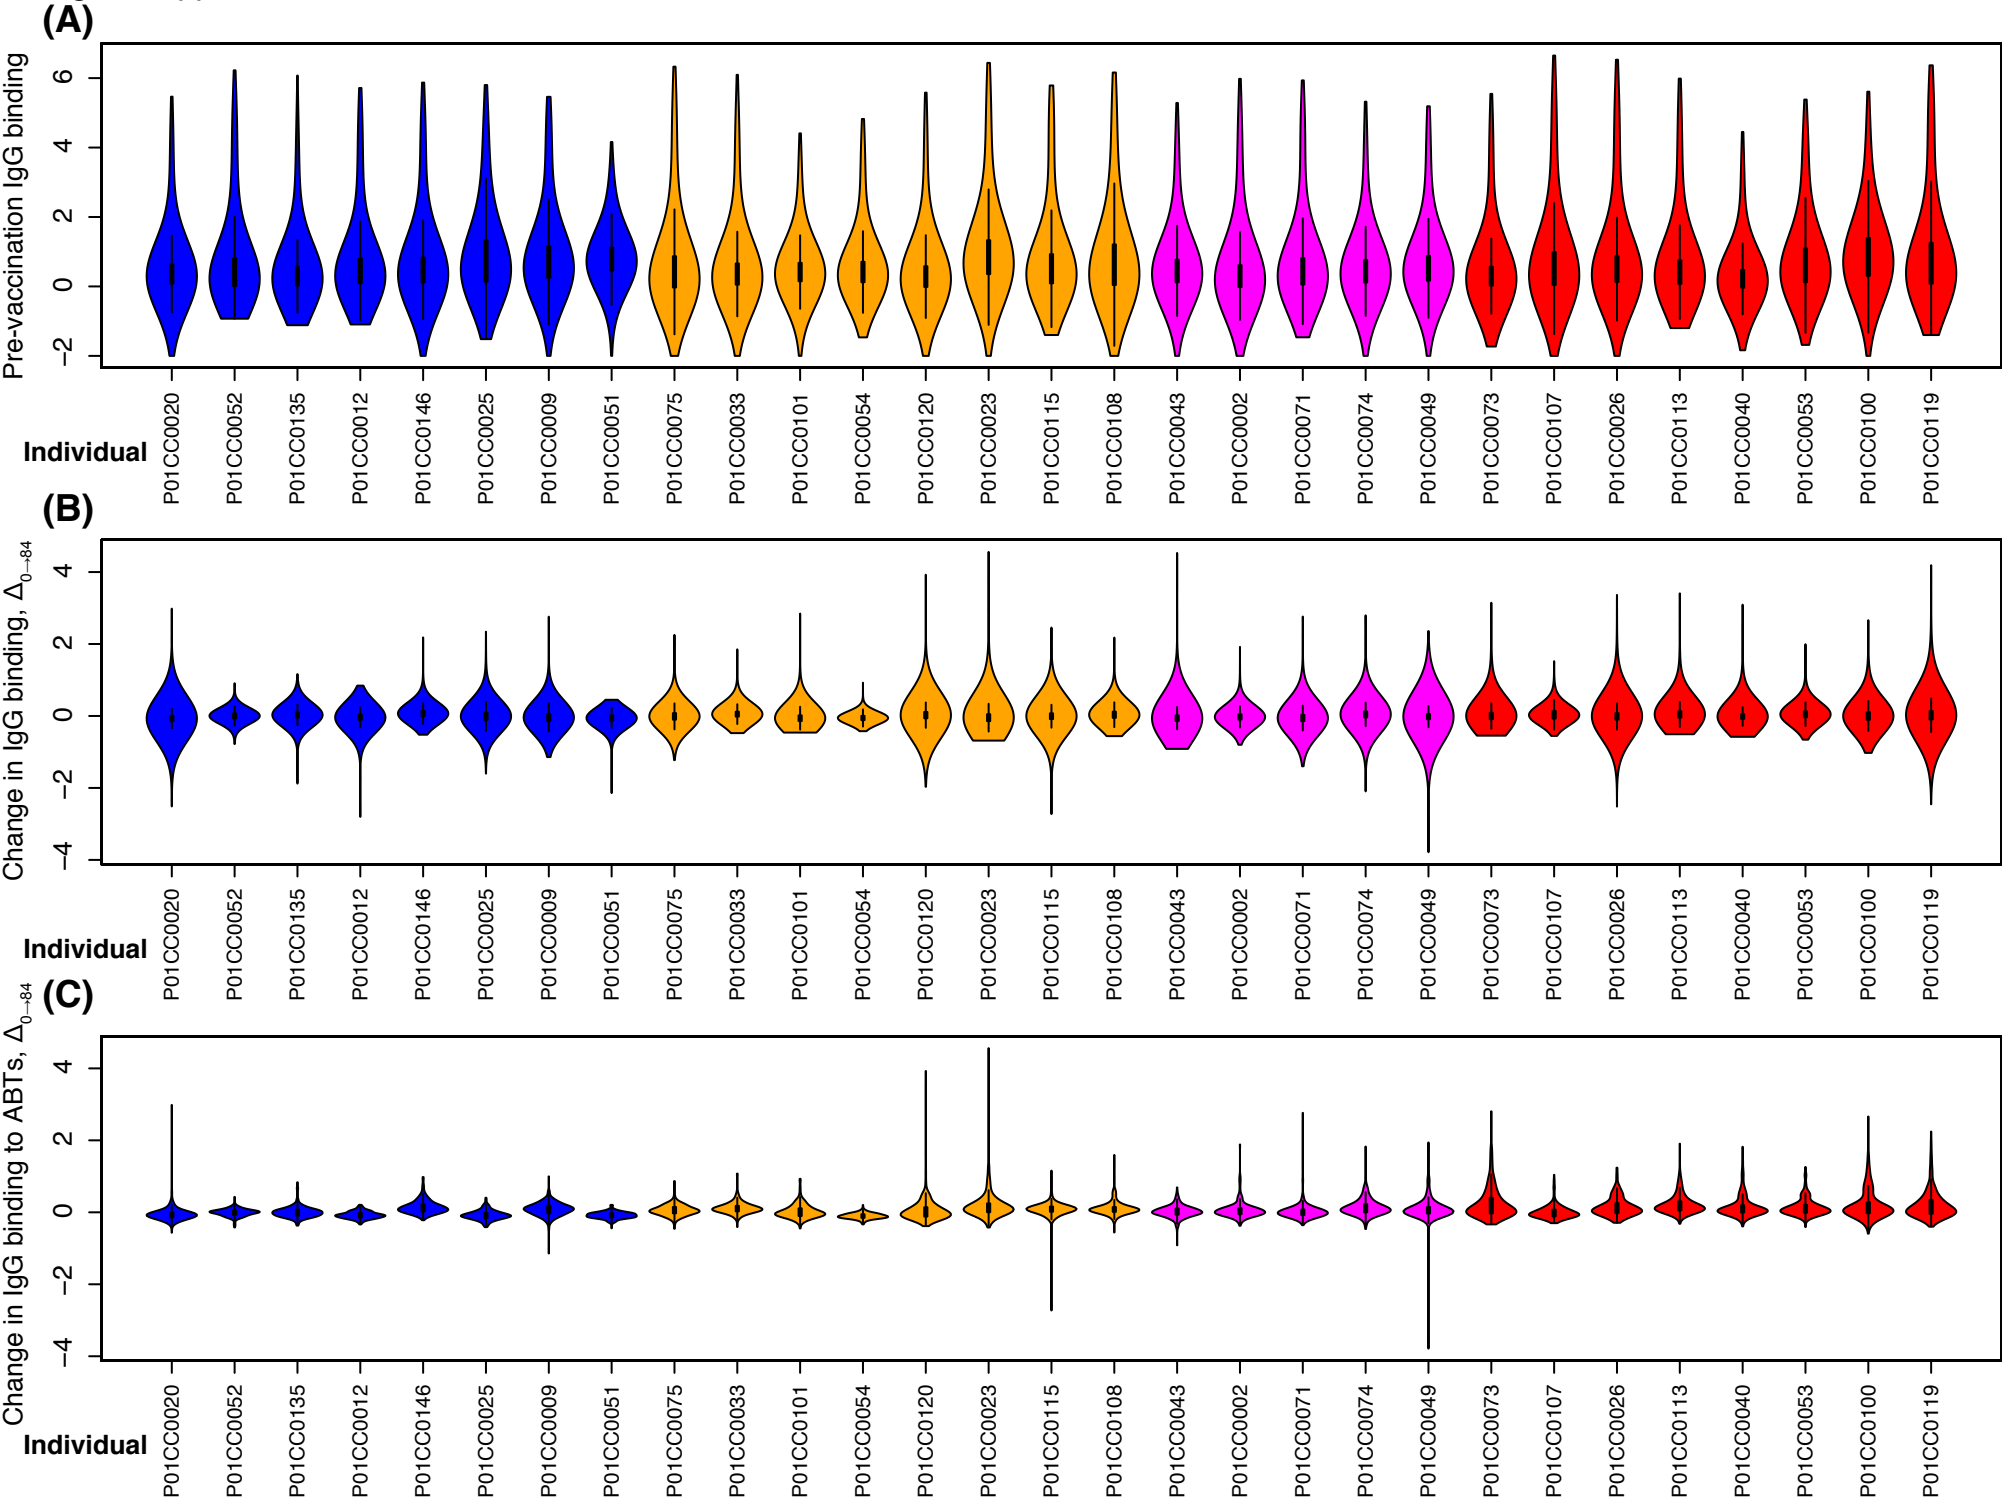 (A)
Pre-vaccination IgG binding
6
4
2
0
−2
Individual
P01CC0020
P01CC0052
P01CC0135
P01CC0012
P01CC0146
P01CC0025
P01CC0009
P01CC0051
P01CC0075
P01CC0033
P01CC0101
P01CC0054
P01CC0120
P01CC0023
P01CC0115
P01CC0108
P01CC0043
P01CC0002
P01CC0071
P01CC0074
P01CC0049
P01CC0073
P01CC0107
P01CC0026
P01CC0113
P01CC0040
P01CC0053
P01CC0100
P01CC0119
(B)
Change in IgG binding, Δ0→84
4
2
0
−2
−4
Individual
P01CC0020
P01CC0052
P01CC0135
P01CC0012
P01CC0146
P01CC0025
P01CC0009
P01CC0051
P01CC0075
P01CC0033
P01CC0101
P01CC0054
P01CC0120
P01CC0023
P01CC0115
P01CC0108
P01CC0043
P01CC0002
P01CC0071
P01CC0074
P01CC0049
P01CC0073
P01CC0107
P01CC0026
P01CC0113
P01CC0040
P01CC0053
P01CC0100
P01CC0119
(C)
Change in IgG binding to ABTs, Δ0→84
4
2
0
−2
−4
Individual
P01CC0020
P01CC0052
P01CC0135
P01CC0012
P01CC0146
P01CC0025
P01CC0009
P01CC0051
P01CC0075
P01CC0033
P01CC0101
P01CC0054
P01CC0120
P01CC0023
P01CC0115
P01CC0108
P01CC0043
P01CC0002
P01CC0071
P01CC0074
P01CC0049
P01CC0073
P01CC0107
P01CC0026
P01CC0113
P01CC0040
P01CC0053
P01CC0100
P01CC0119